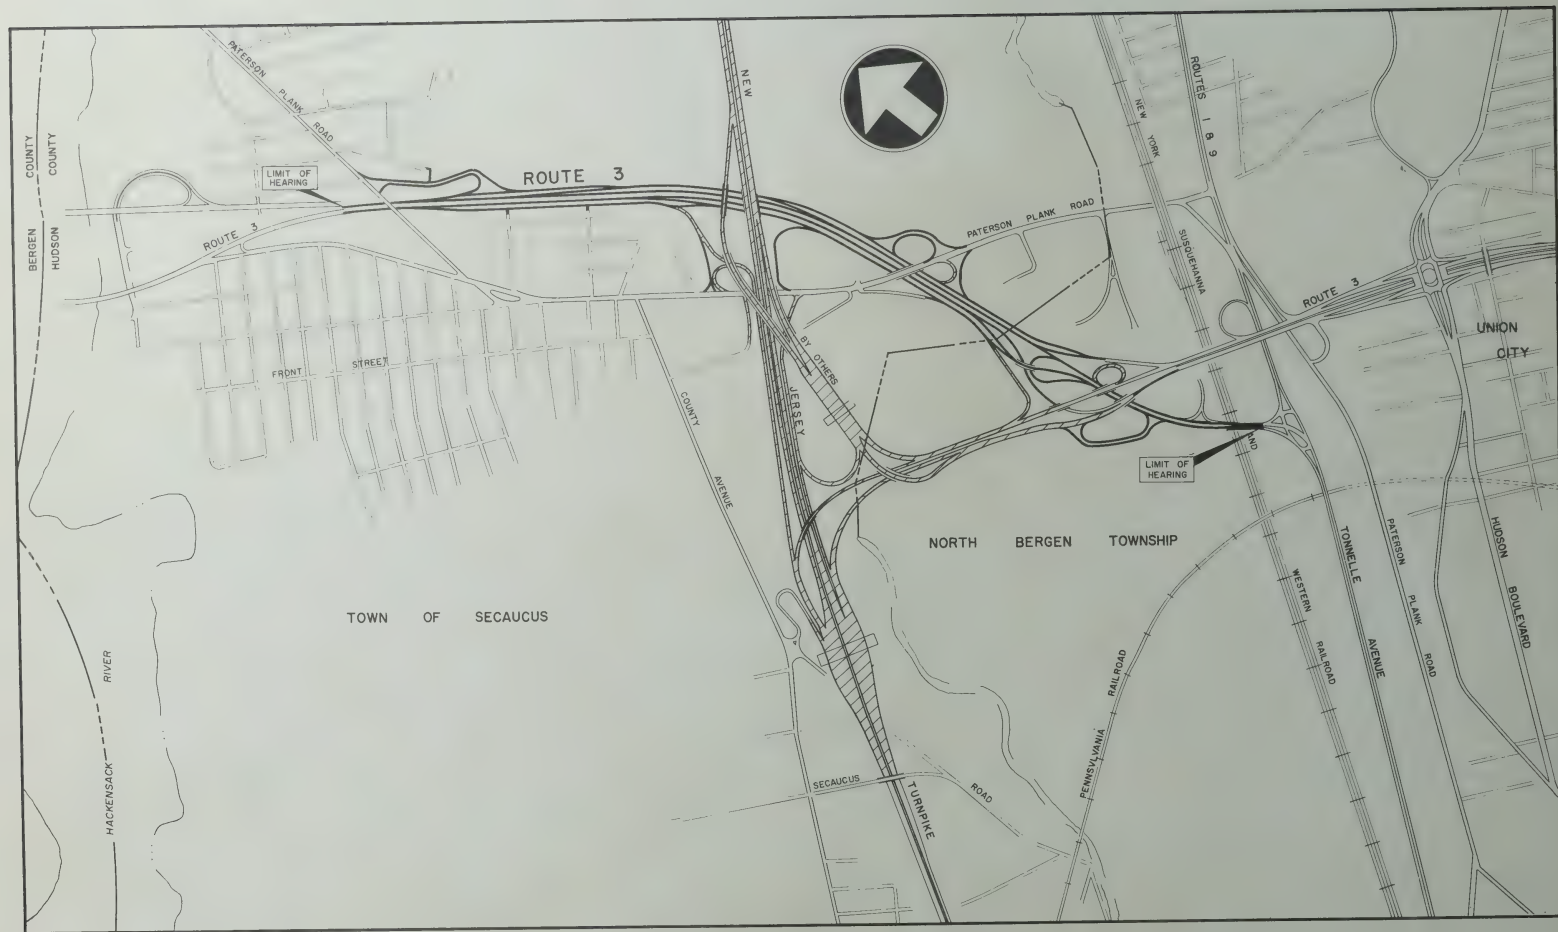 BERGEN COUNTY
HUDSON COUNTY
PATERSON PLANK ROAD
LIMIT OF
HEARING
ROUTE 3
ROUTE 3
NEW JERSEY TURNPIKE
BY OTHERS
PATERSON PLANK ROAD
NEW YORK SUSQUEHANNA AND WESTERN RAILROAD
ROUTES 1 & 9
ROUTE 3
UNION
CITY
FRONT STREET
COUNTY AVENUE
LIMIT OF
HEARING
NORTH BERGEN TOWNSHIP
TOWN OF SECAUCUS
HACKENSACK RIVER
SECAUCUS ROAD
PENNSYLVANIA RAILROAD
TONNELLE AVENUE
PATERSON PLANK ROAD
HUDSON BOULEVARD